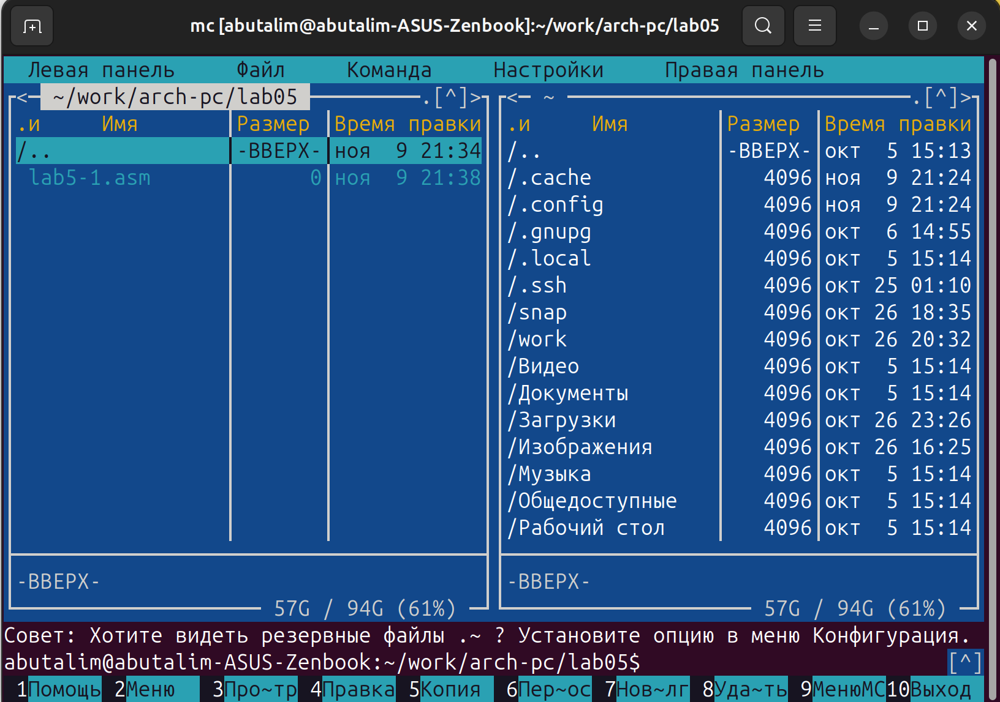 mc [abutalim@abutalim-ASUS-Zenbook]:~/work/arch-pc/lab05
Левая панель Файл Команда Настройки Правая панель
<─ ~/work/arch-pc/lab05 ─.[^]> <─ ~ ─.[^]>
.и Имя Размер Время правки .и Имя Размер Время правки
/.. -ВВЕРХ- ноя 9 21:34 /.. -ВВЕРХ- окт 5 15:13
lab5-1.asm 0 ноя 9 21:38 /.cache 4096 ноя 9 21:24
/.config 4096 ноя 9 21:24
/.gnupg 4096 окт 6 14:55
/.local 4096 окт 5 15:14
/.ssh 4096 окт 25 01:10
/snap 4096 окт 26 18:35
/work 4096 окт 26 20:32
/Видео 4096 окт 5 15:14
/Документы 4096 окт 5 15:14
/Загрузки 4096 окт 26 23:26
/Изображения 4096 окт 26 16:25
/Музыка 4096 окт 5 15:14
/Общедоступные 4096 окт 5 15:14
/Рабочий стол 4096 окт 5 15:14
-ВВЕРХ- -ВВЕРХ-
57G / 94G (61%) 57G / 94G (61%)
Совет: Хотите видеть резервные файлы .~ ? Установите опцию в меню Конфигурация.
abutalim@abutalim-ASUS-Zenbook:~/work/arch-pc/lab05$ [^]
1Помощь 2Меню 3Про~тр 4Правка 5Копия 6Пер~ос 7Нов~лг 8Уда~ть 9МенюМС10Выход